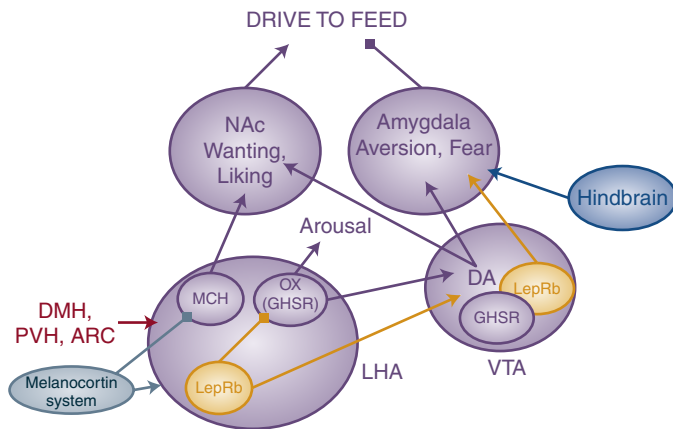 DRIVE TO FEED
NAc
Wanting,
Liking
Amygdala
Aversion, Fear
Hindbrain
Arousal
MCH
OX
(GHSR)
DA
LepRb
GHSR
DMH,
PVH, ARC
LHA
VTA
Melanocortin
system
LepRb